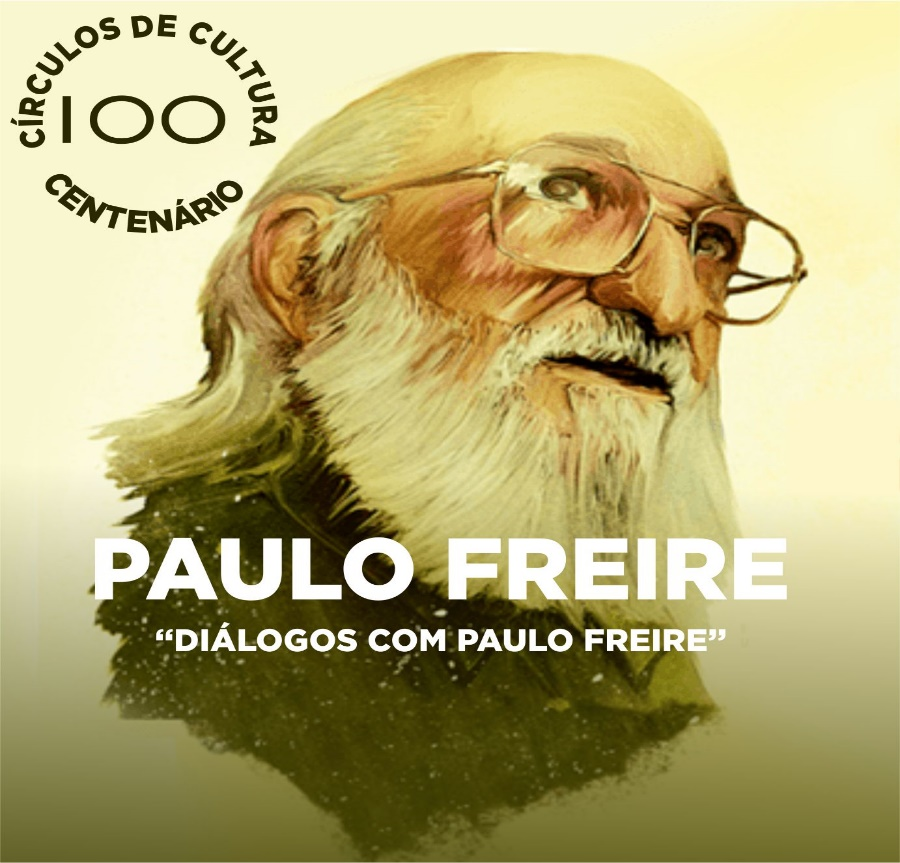 CÍRCULOS DE CULTURA
100
CENTENÁRIO
PAULO FREIRE
“DIÁLOGOS COM PAULO FREIRE”